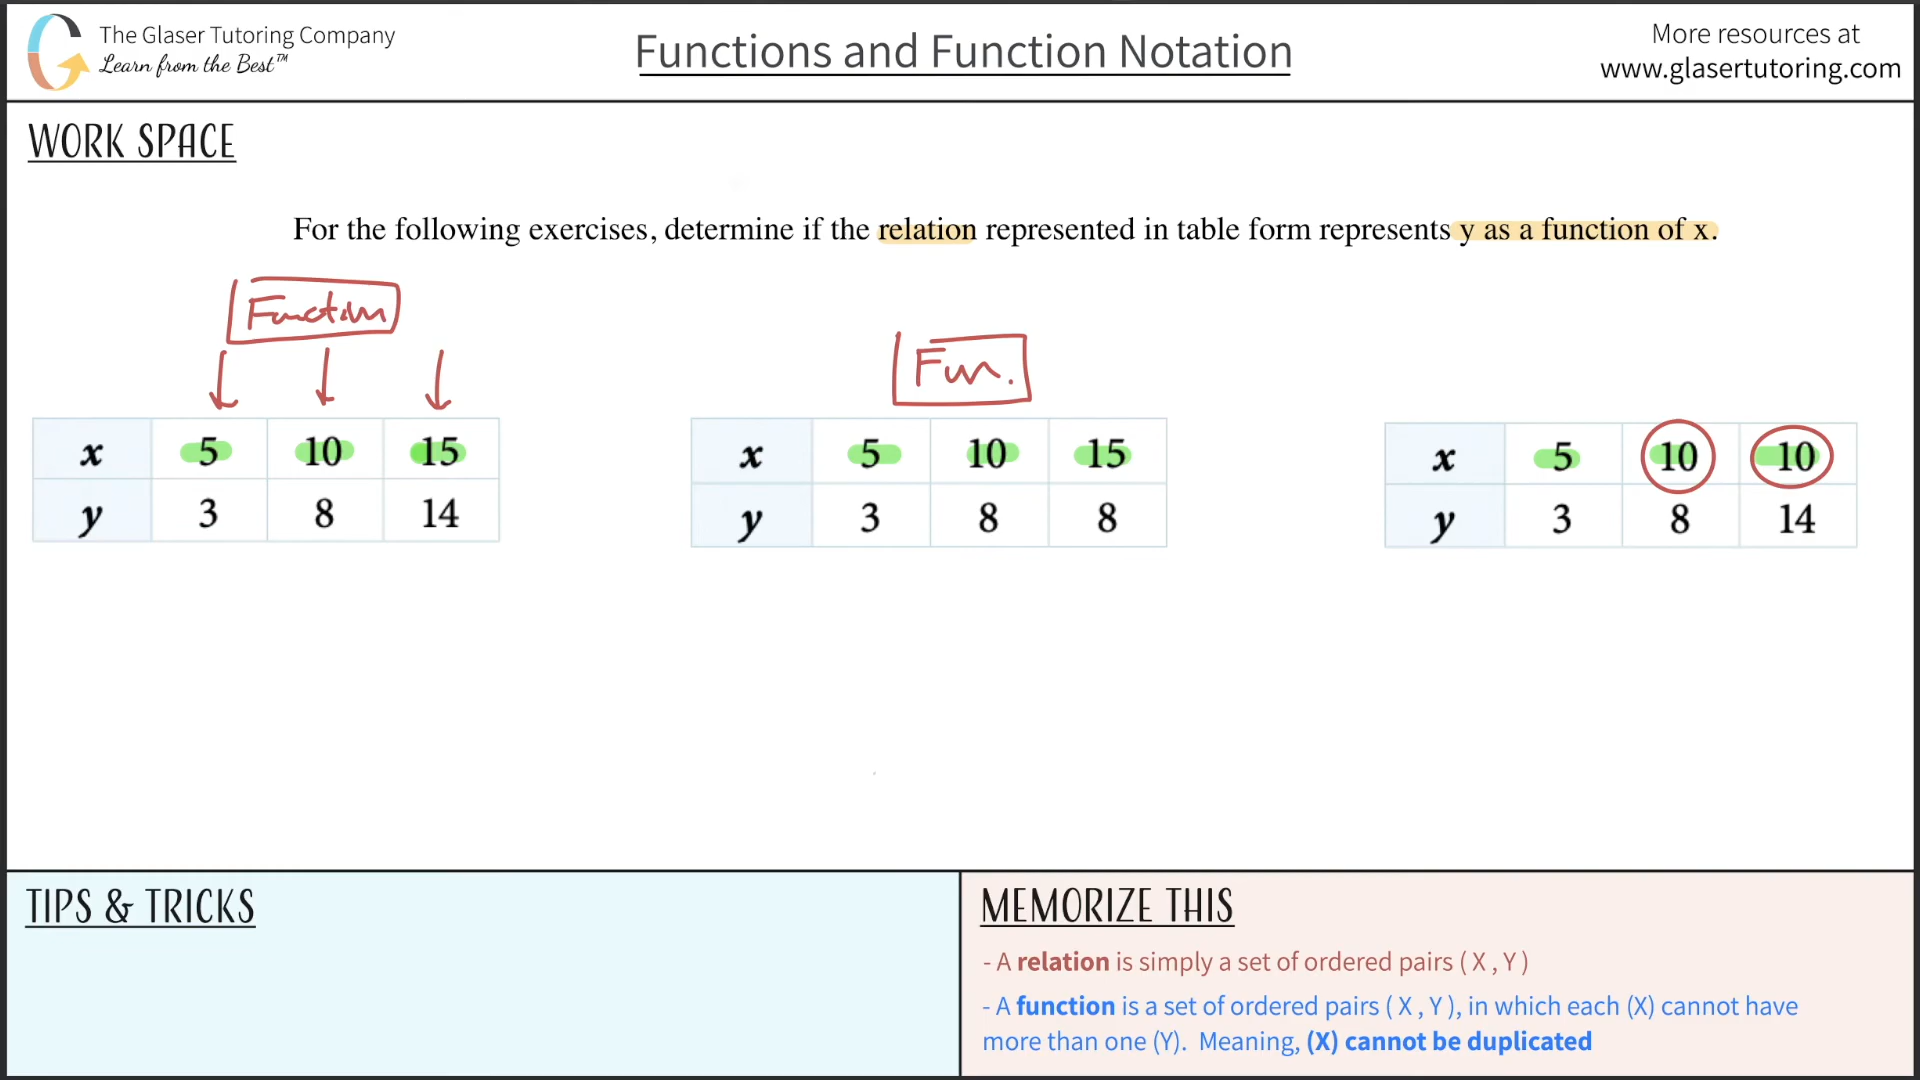 The Glaser Tutoring Company
Learn from the Best™
Functions and Function Notation
More resources at
www.glasertutoring.com
WORK SPACE
For the following exercises, determine if the relation represented in table form represents y as a function of x.
Function
Fun.
x 5 10 15
y 3 8 14
x 5 10 15
y 3 8 8
x 5 10 10
y 3 8 14
TIPS & TRICKS
MEMORIZE THIS
- A relation is simply a set of ordered pairs ( X , Y )
- A function is a set of ordered pairs ( X , Y ), in which each (X) cannot have
more than one (Y). Meaning, (X) cannot be duplicated